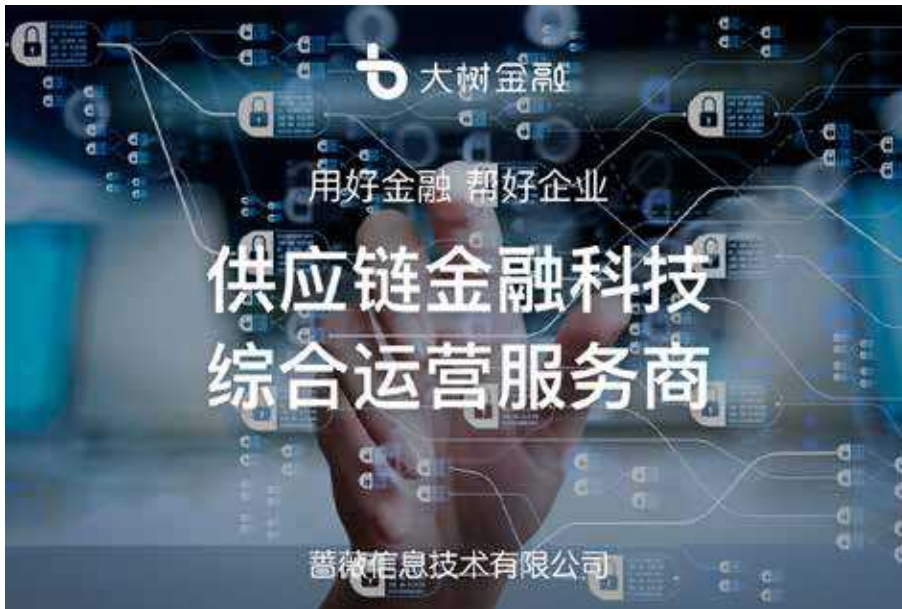 大树金融
用好金融 帮好企业
供应链金融科技
综合运营服务商
蔷薇信息技术有限公司